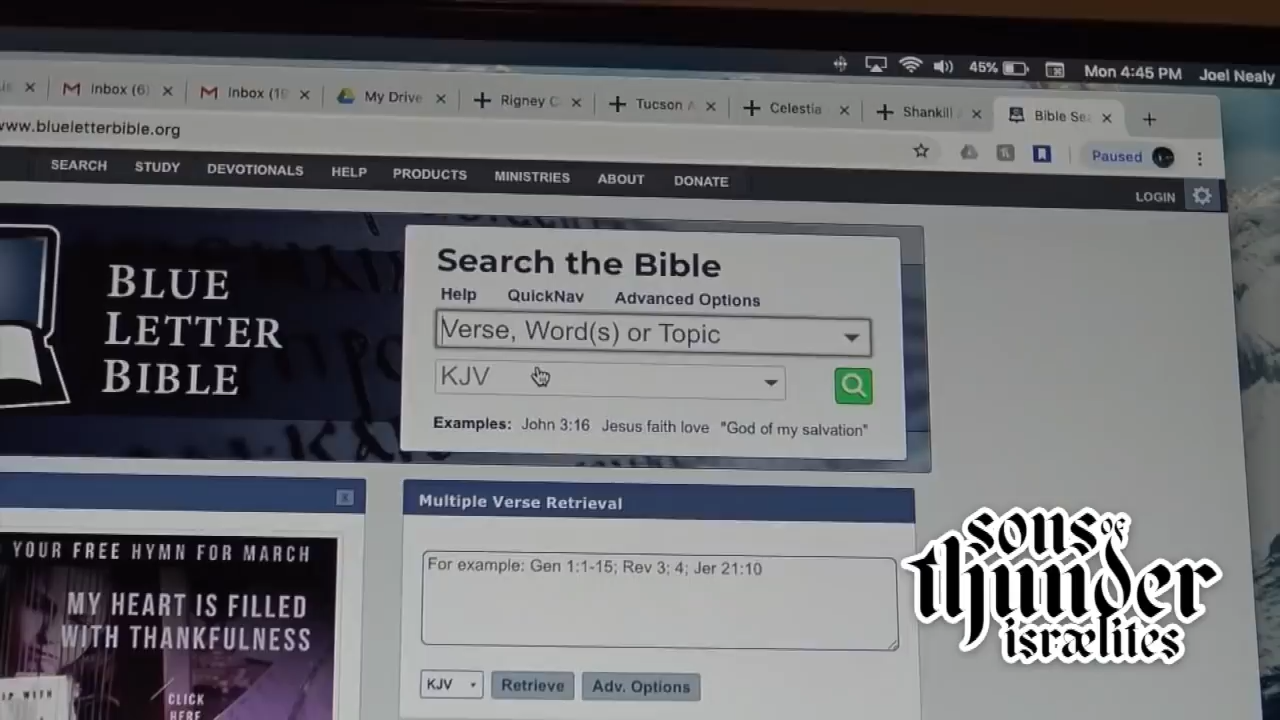 45% Mon 4:45 PM Joel Nealy
Inbox (6) Inbox (1 My Drive Rigney C Tucson A Celestia Shankill Bible Se
www.blueletterbible.org
Paused
SEARCH STUDY DEVOTIONALS HELP PRODUCTS MINISTRIES ABOUT DONATE
LOGIN
BLUE
LETTER
BIBLE
Search the Bible
Help QuickNav Advanced Options
Verse, Word(s) or Topic
KJV
Examples: John 3:16 Jesus faith love "God of my salvation"
x
YOUR FREE HYMN FOR MARCH
MY HEART IS FILLED
WITH THANKFULNESS
WITH
CLICK
HERE
Multiple Verse Retrieval
For example: Gen 1:1-15; Rev 3; 4; Jer 21:10
KJV Retrieve Adv. Options
sons of
thunder
israelites